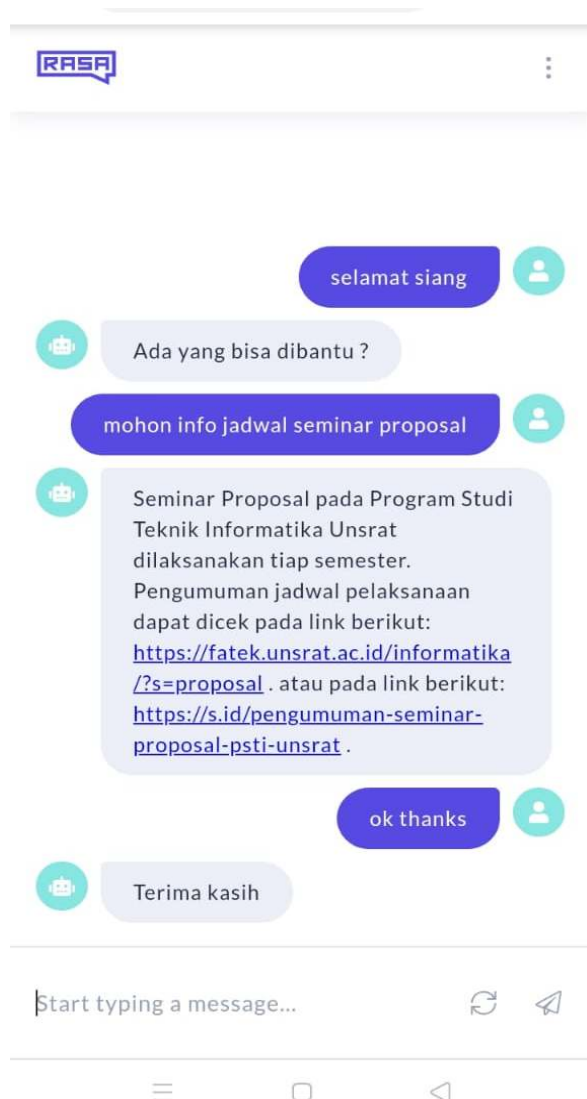 RASA
selamat siang
Ada yang bisa dibantu ?
mohon info jadwal seminar proposal
Seminar Proposal pada Program Studi
Teknik Informatika Unsrat
dilaksanakan tiap semester.
Pengumuman jadwal pelaksanaan
dapat dicek pada link berikut:
https://fatek.unsrat.ac.id/informatika
/?s=proposal . atau pada link berikut:
https://s.id/pengumuman-seminar-
proposal-psti-unsrat .
ok thanks
Terima kasih
Start typing a message...